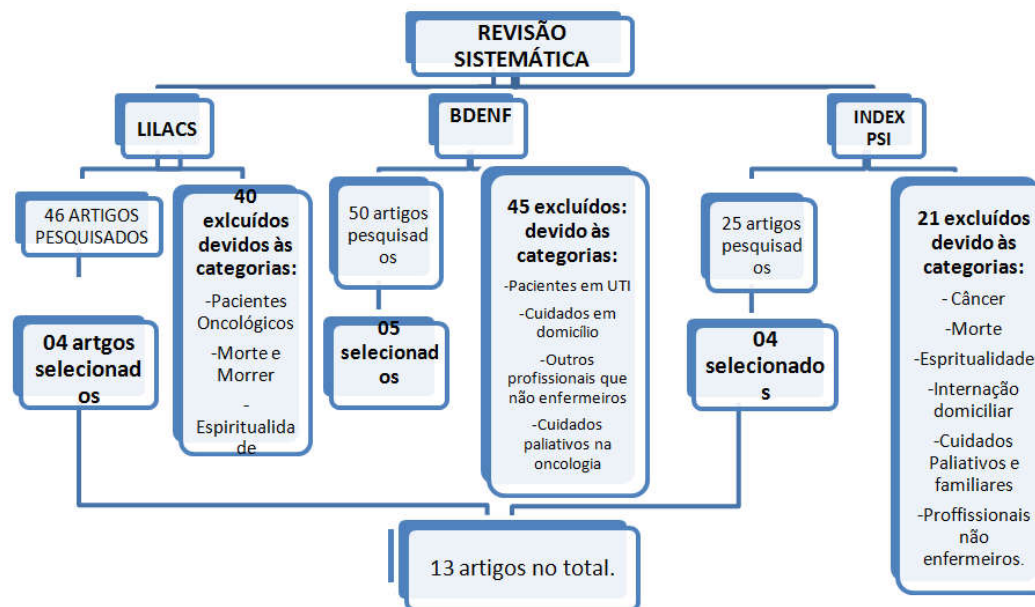 REVISÃO
SISTEMÁTICA
LILACS
BDENF
INDEX
PSI
46 ARTIGOS
PESQUISADOS
40
exlcuídos
devidos às
categorias:
-Pacientes
Oncológicos
-Morte e
Morrer
-
Espiritualida
de
04 artgos
selecionad
os
50 artigos
pesquisad
os
05
selecionad
os
45 excluídos:
devido às
categorias:
-Pacientes em UTI
-Cuidados em
domicílio
-Outros
profissionais que
não enfermeiros
-Cuidados
paliativos na
oncologia
25 artigos
pesquisad
os
04
selecionado
s
21 excluídos
devido às
categorias:
- Câncer
- Morte
-Espritualidade
-Internação
domiciliar
-Cuidados
Paliativos e
familiares
-Proffissionais
não
enfermeiros.
13 artigos no total.